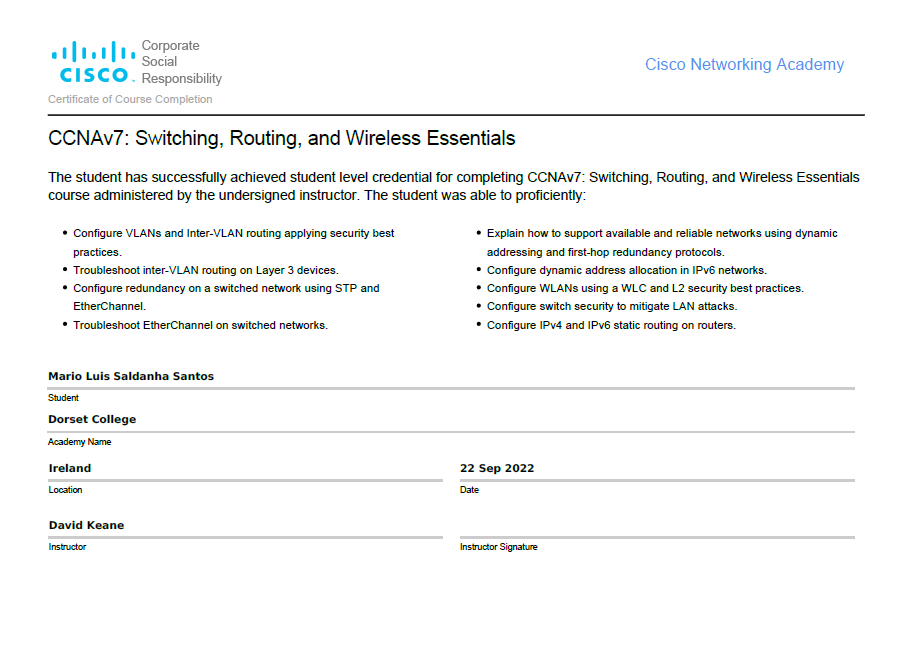 Corporate
Social
CISCO. Responsibility
Cisco Networking Academy
Certificate of Course Completion
CCNAv7: Switching, Routing, and Wireless Essentials
The student has successfully achieved student level credential for completing CCNAv7: Switching, Routing, and Wireless Essentials
course administered by the undersigned instructor. The student was able to proficiently:
• Configure VLANs and Inter-VLAN routing applying security best
practices.
• Troubleshoot inter-VLAN routing on Layer 3 devices.
• Configure redundancy on a switched network using STP and
EtherChannel.
• Troubleshoot EtherChannel on switched networks.
• Explain how to support available and reliable networks using dynamic
addressing and first-hop redundancy protocols.
• Configure dynamic address allocation in IPv6 networks.
• Configure WLANs using a WLC and L2 security best practices.
• Configure switch security to mitigate LAN attacks.
• Configure IPv4 and IPv6 static routing on routers.
Mario Luis Saldanha Santos
Student
Dorset College
Academy Name
Ireland
Location
22 Sep 2022
Date
David Keane
Instructor
Instructor Signature